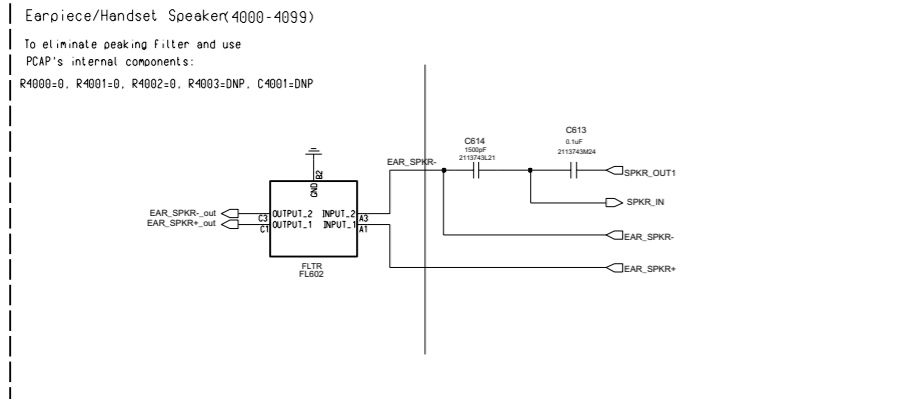 Earpiece/Handset Speaker(4000-4099)
To eliminate peaking filter and use
PCAP's internal components:
R4000=0, R4001=0, R4002=0, R4003=DNP, C4001=DNP
C613
0.1uF
2113743M24
C614
1500pF
2113743L21
EAR_SPKR-
SPKR_OUT1
B2
GND
SPKR_IN
EAR_SPKR-_out
C3
OUTPUT_2
INPUT_2
A3
EAR_SPKR+_out
C1
OUTPUT_1
INPUT_1
A1
EAR_SPKR-
FLTR
FL602
EAR_SPKR+